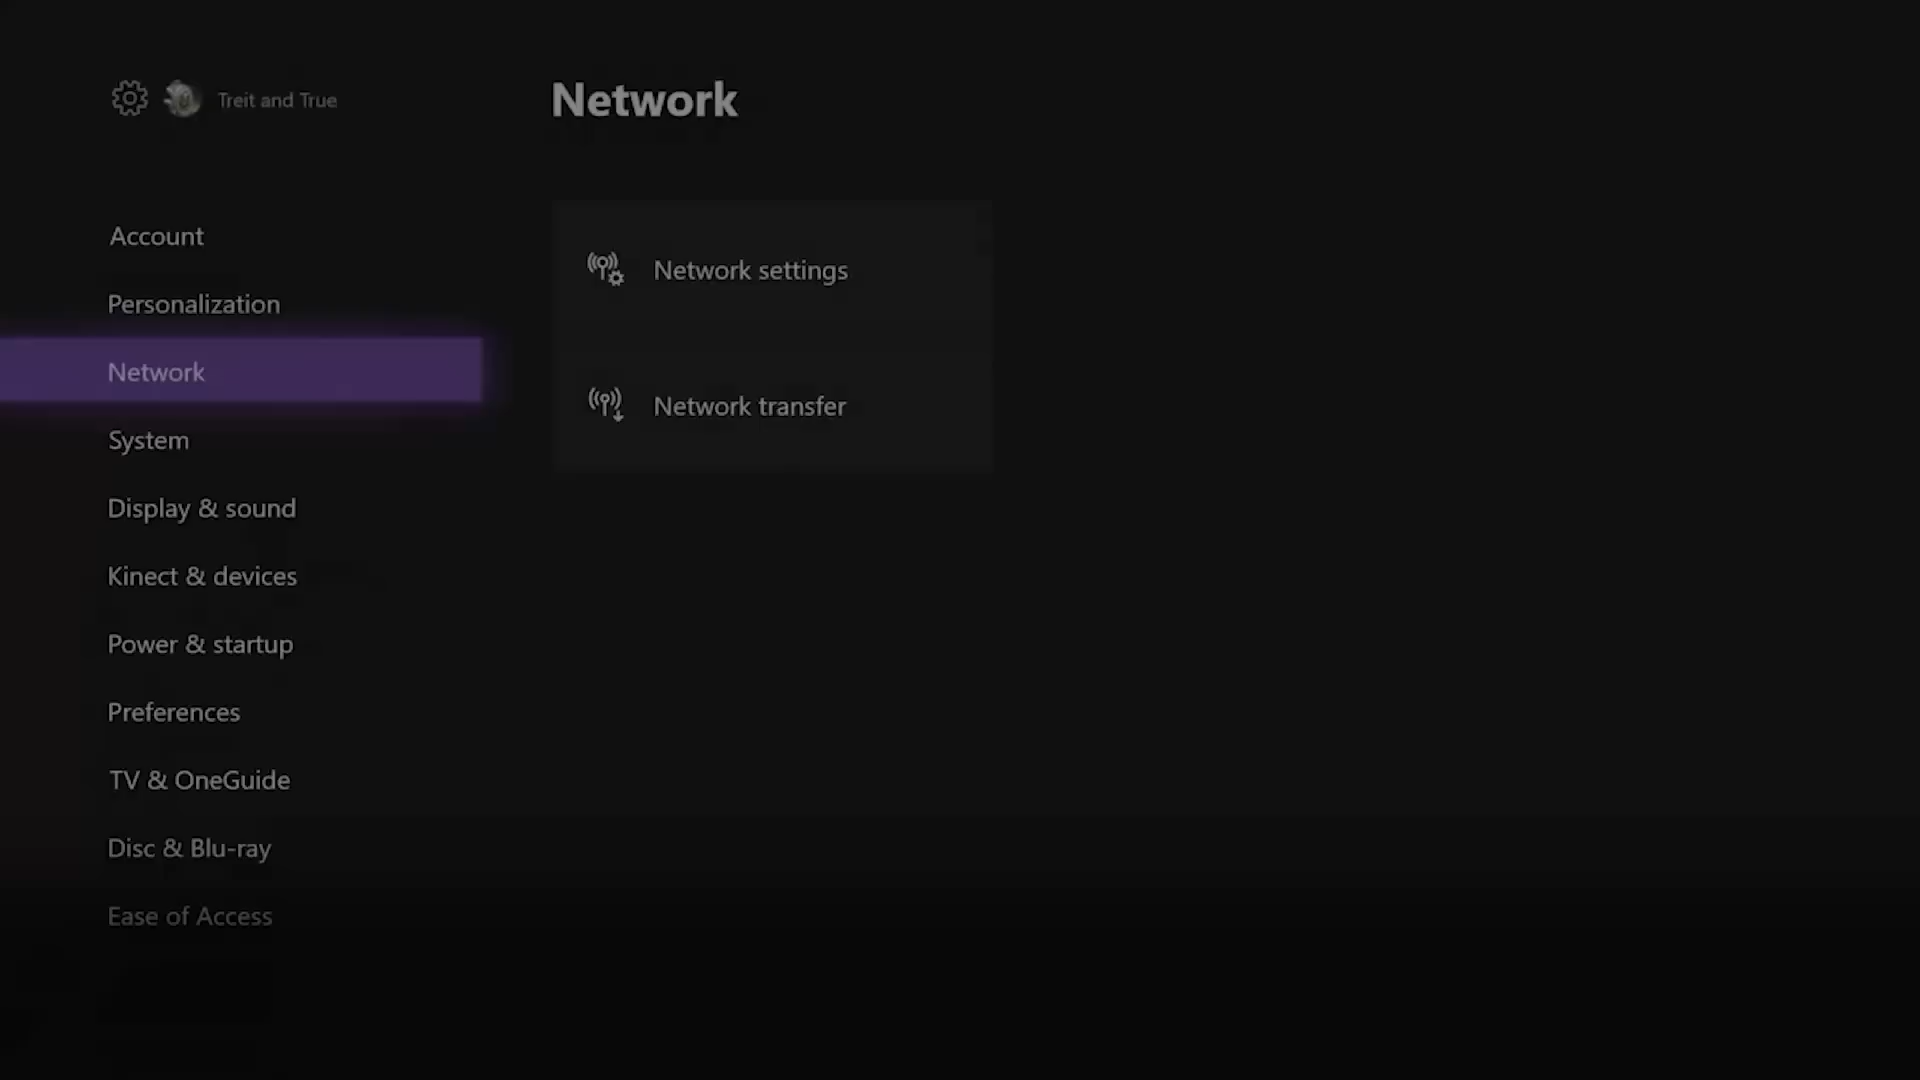 Treit and True
Network
Account
Personalization
Network
System
Display & sound
Kinect & devices
Power & startup
Preferences
TV & OneGuide
Disc & Blu-ray
Ease of Access
Network settings
Network transfer